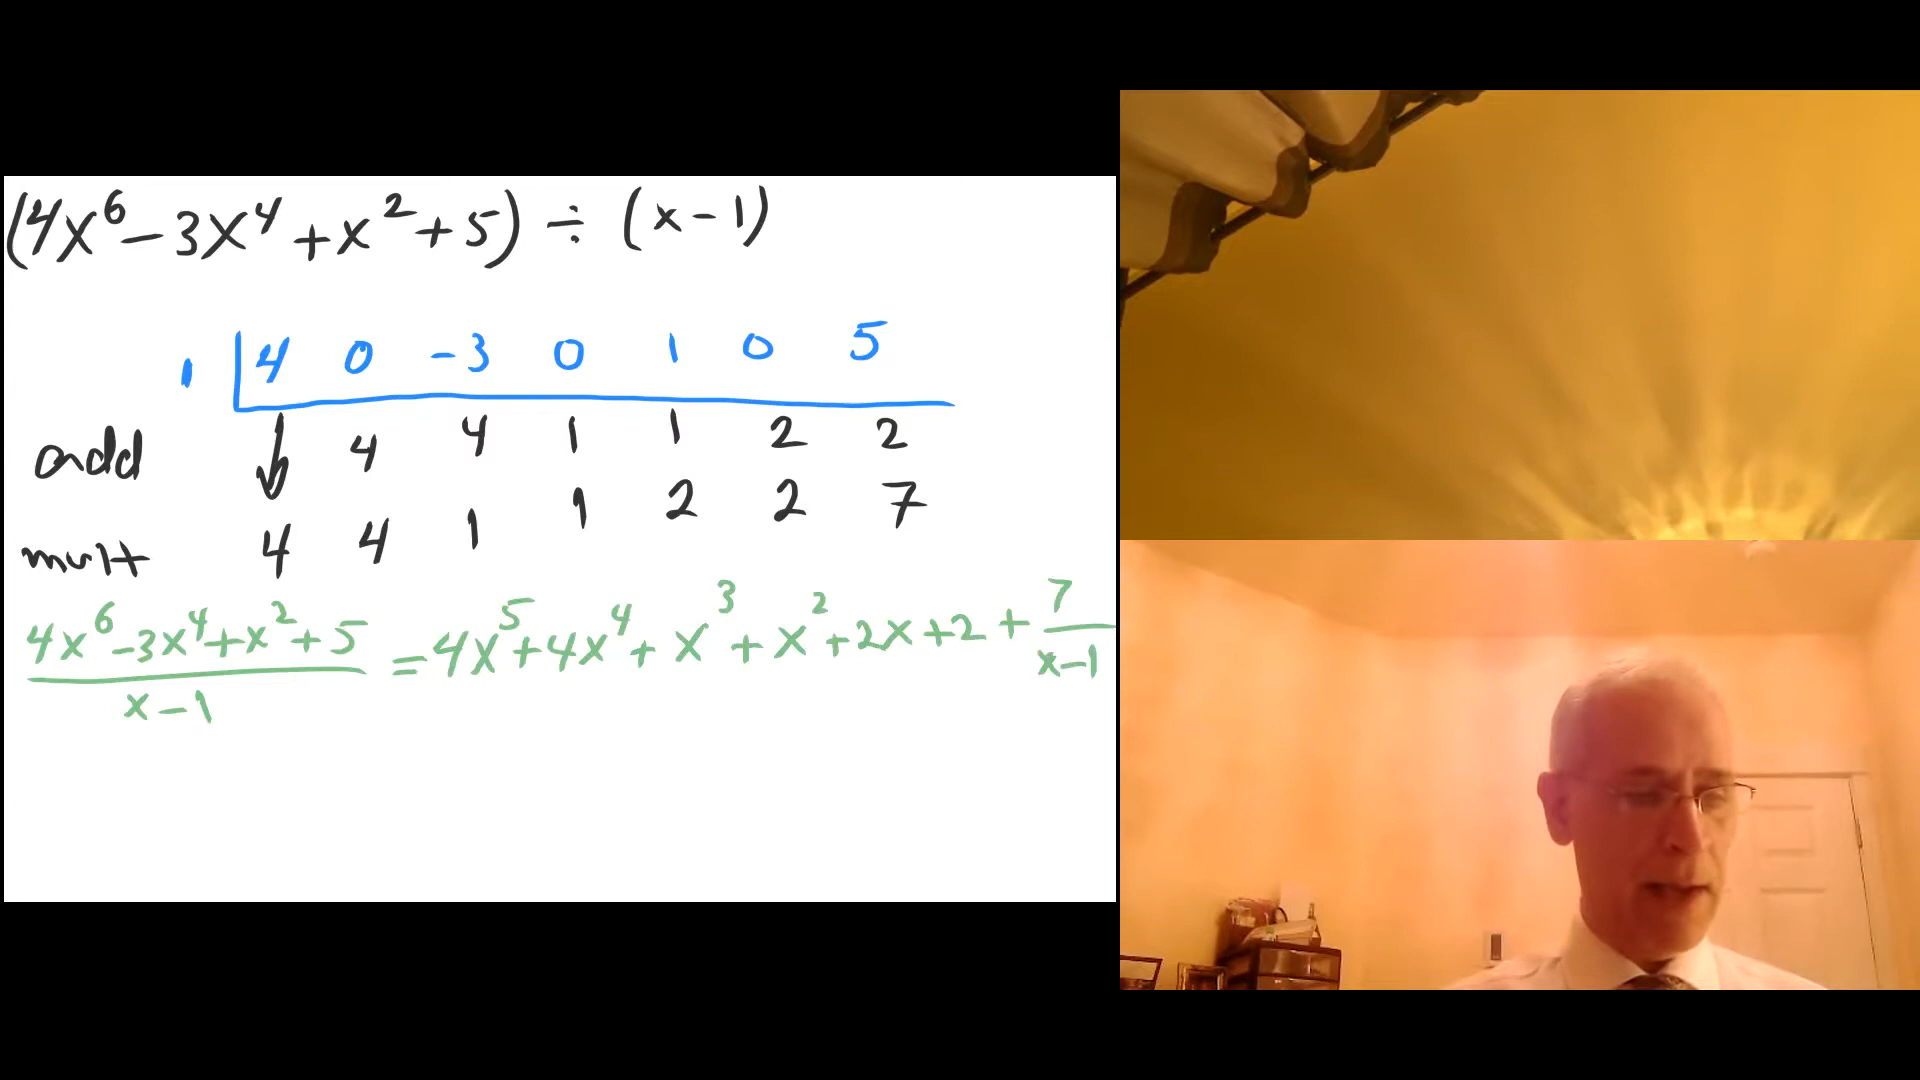 (4x⁶ - 3x⁴ + x² + 5) ÷ (x - 1)
1 | 4 0 -3 0 1 0 5
add ↓ 4 4 1 1 2 2
mult 4 4 1 1 2 2 7
4x⁶ - 3x⁴ + x² + 5 / x - 1 = 4x⁵ + 4x⁴ + x³ + x² + 2x + 2 + 7 / x - 1